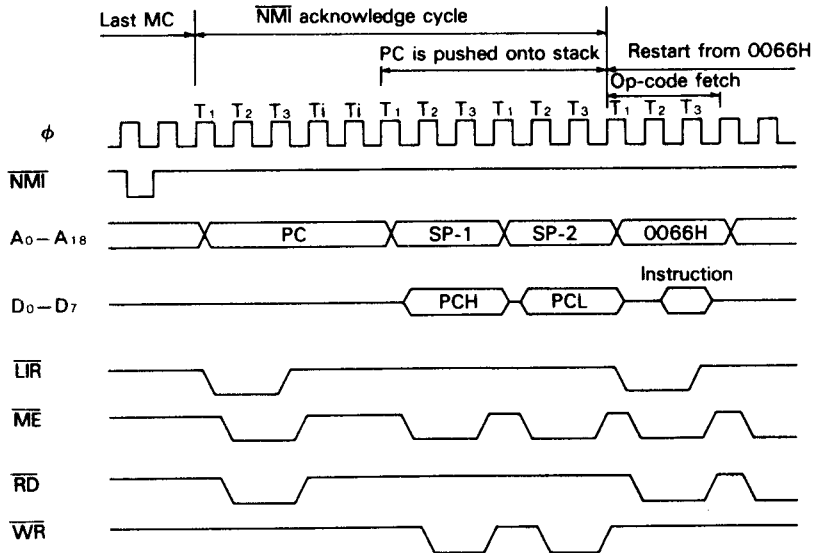 Last MC
NMI acknowledge cycle
PC is pushed onto stack
Restart from 0066H
Op-code fetch
T1 T2 T3 Ti Ti T1 T2 T3 T1 T2 T3 T1 T2 T3
φ
NMI
A0–A18 PC SP-1 SP-2 0066H
Instruction
D0–D7 PCH PCL
LIR
ME
RD
WR